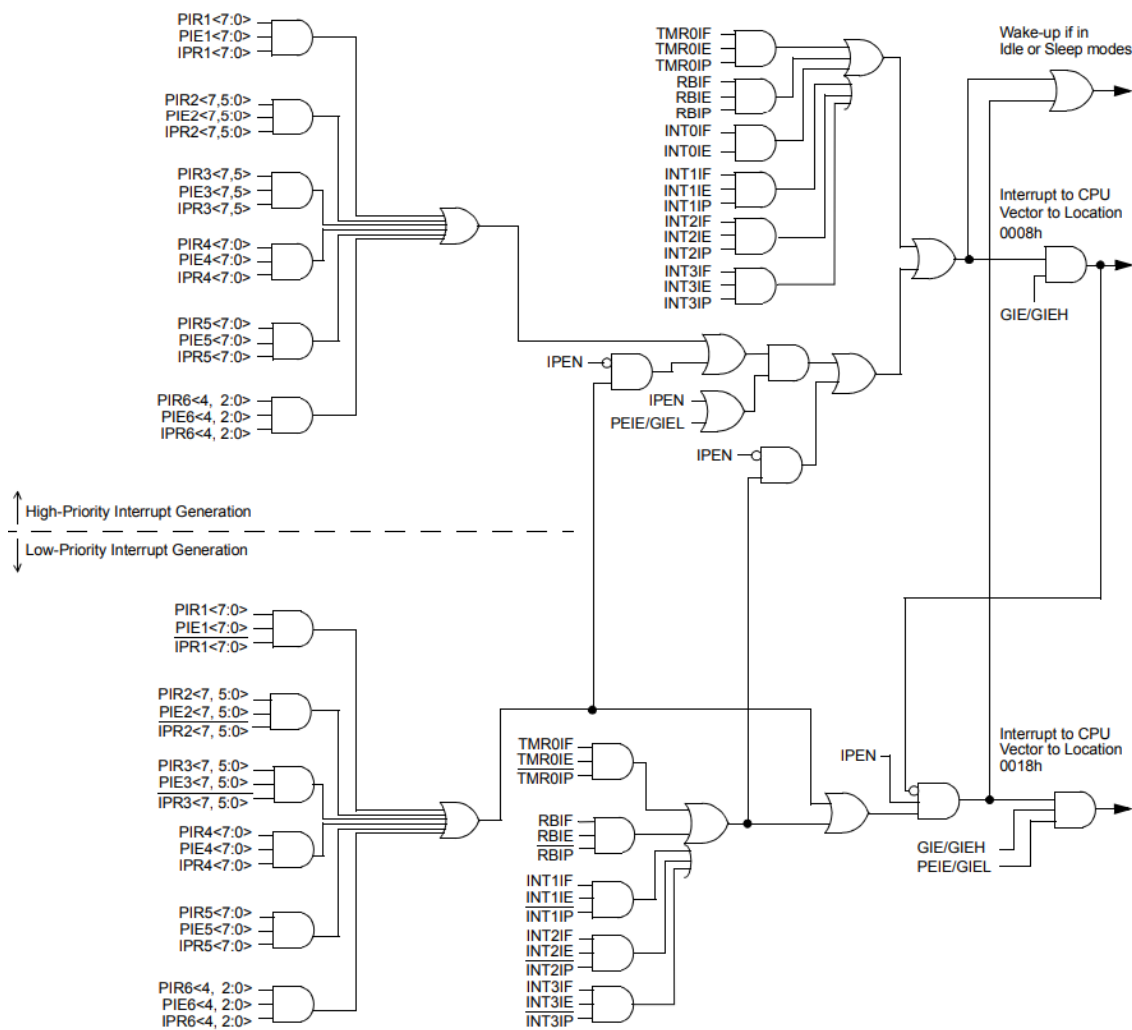 PIR1<7:0>
PIE1<7:0>
IPR1<7:0>
PIR2<7,5:0>
PIE2<7,5:0>
IPR2<7,5:0>
PIR3<7,5>
PIE3<7,5>
IPR3<7,5>
PIR4<7:0>
PIE4<7:0>
IPR4<7:0>
PIR5<7:0>
PIE5<7:0>
IPR5<7:0>
PIR6<4, 2:0>
PIE6<4, 2:0>
IPR6<4, 2:0>
TMR0IF
TMR0IE
TMR0IP
RBIF
RBIE
RBIP
INT0IF
INT0IE
INT1IF
INT1IE
INT1IP
INT2IF
INT2IE
INT2IP
INT3IF
INT3IE
INT3IP
Wake-up if in
Idle or Sleep modes
Interrupt to CPU
Vector to Location
0008h
GIE/GIEH
IPEN
IPEN
PEIE/GIEL
IPEN
High-Priority Interrupt Generation
Low-Priority Interrupt Generation
PIR1<7:0>
PIE1<7:0>
IPR1<7:0>
PIR2<7, 5:0>
PIE2<7, 5:0>
IPR2<7, 5:0>
PIR3<7, 5:0>
PIE3<7, 5:0>
IPR3<7, 5:0>
PIR4<7:0>
PIE4<7:0>
IPR4<7:0>
PIR5<7:0>
PIE5<7:0>
IPR5<7:0>
PIR6<4, 2:0>
PIE6<4, 2:0>
IPR6<4, 2:0>
TMR0IF
TMR0IE
TMR0IP
RBIF
RBIE
RBIP
INT1IF
INT1IE
INT1IP
INT2IF
INT2IE
INT2IP
INT3IF
INT3IE
INT3IP
IPEN
Interrupt to CPU
Vector to Location
0018h
GIE/GIEH
PEIE/GIEL